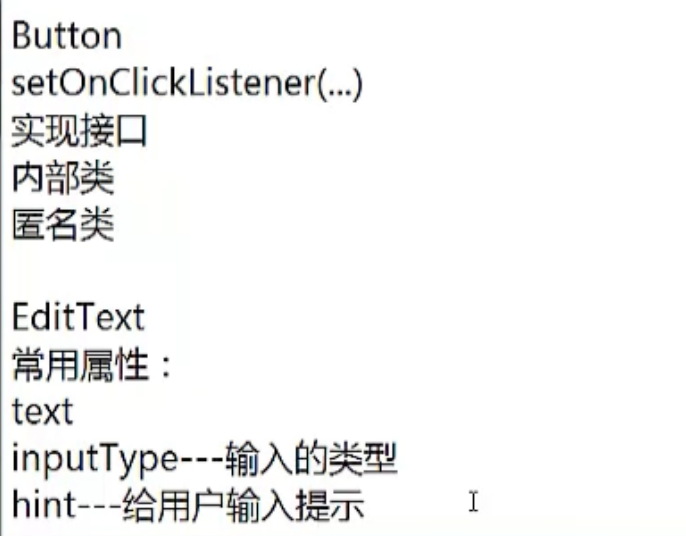 Button
setOnClickListener(...)
实现接口
内部类
匿名类
EditText
常用属性：
text
inputType---输入的类型
hint---给用户输入提示